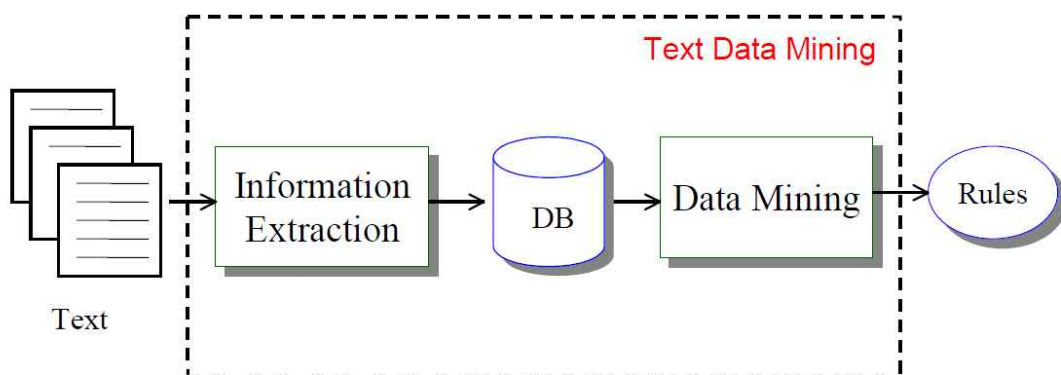 Text Data Mining
Information
Extraction
DB
Data Mining
Rules
Text